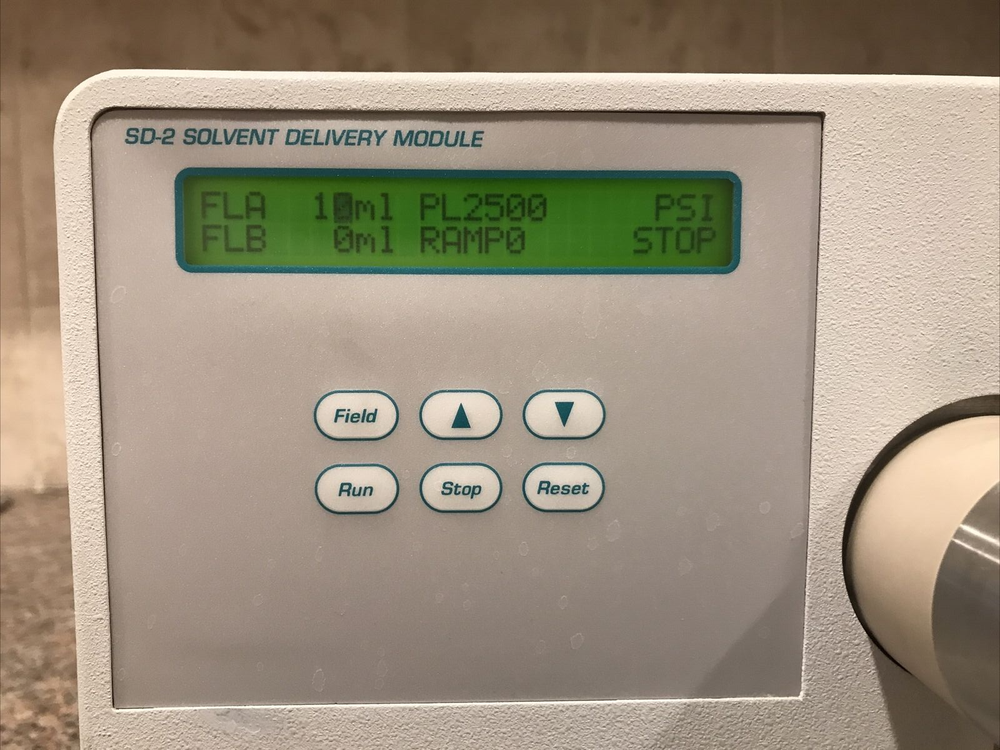 SD-2 SOLVENT DELIVERY MODULE
FLA 10ml PL2500 PSI
FLB 0ml RAMP0 STOP
Field
Run Stop Reset